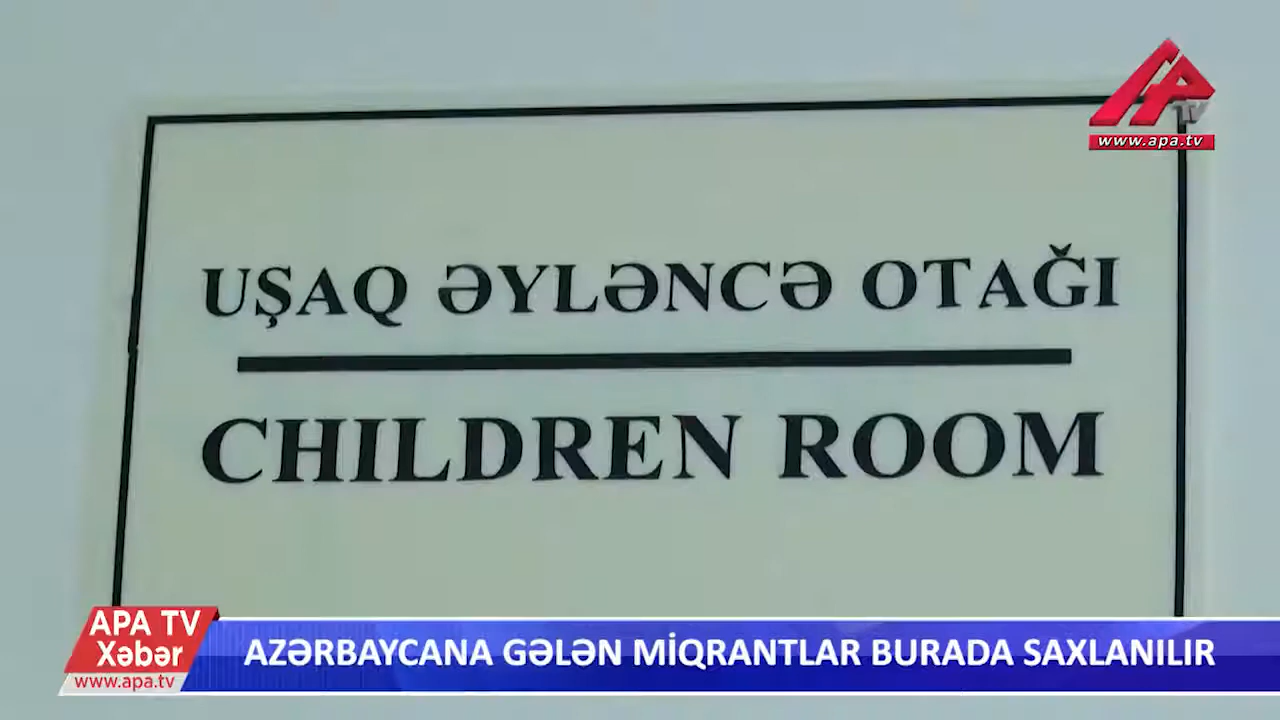 APTV
www.apa.tv
UŞAQ ƏYLƏNCƏ OTAĞI
CHILDREN ROOM
APA TV
Xəbər
www.apa.tv
AZƏRBAYCANA GƏLƏN MİQRANTLAR BURADA SAXLANILIR